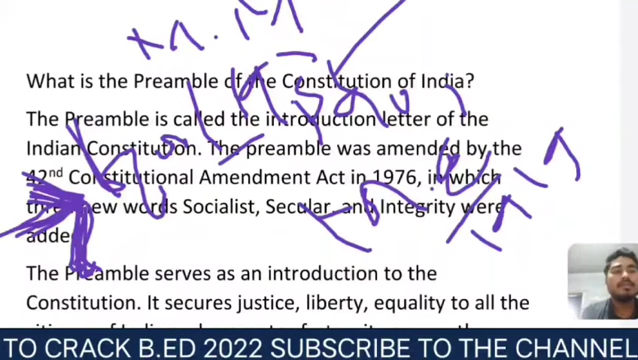 What is the Preamble of the Constitution of India?
The Preamble is called the introduction letter of the
Indian Constitution. The preamble was amended by the
42nd Constitutional Amendment Act in 1976, in which
three new words Socialist, Secular, and Integrity were
added.
The Preamble serves as an introduction to the
Constitution. It secures justice, liberty, equality to all the
TO CRACK B.ED 2022 SUBSCRIBE TO THE CHANNEL